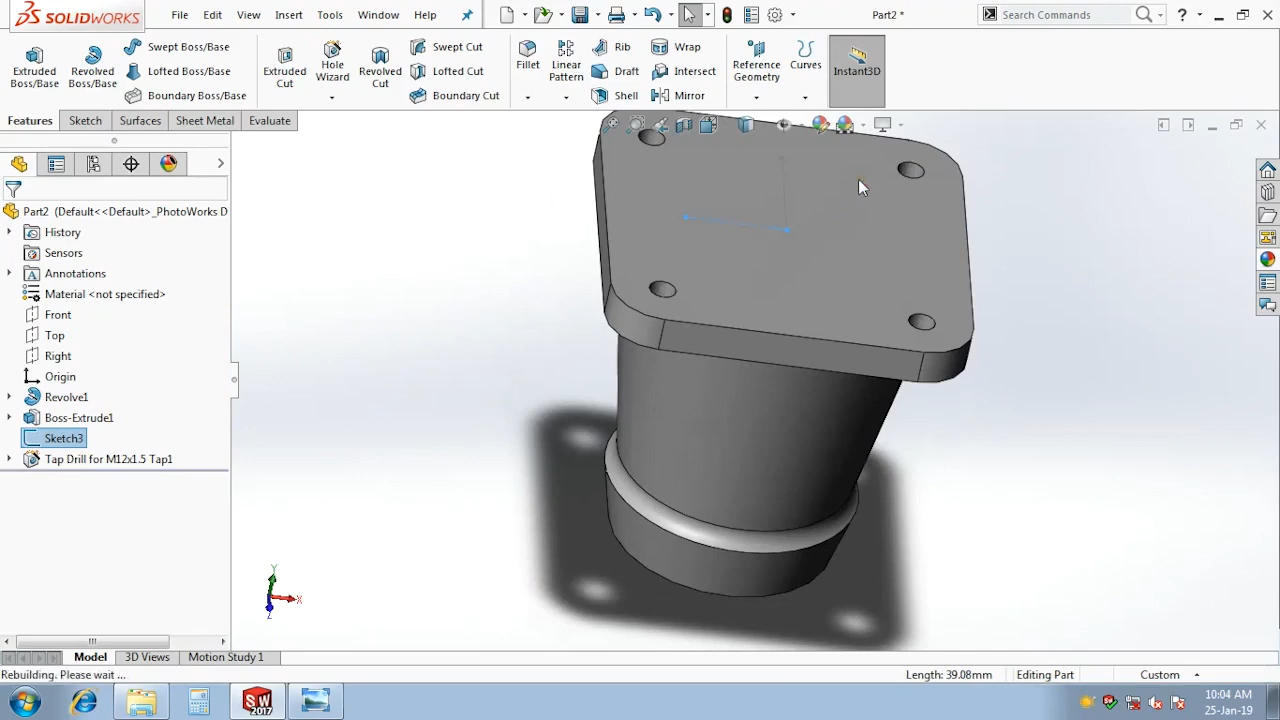 SOLIDWORKS File Edit View Insert Tools Window Help Part2 * Search Commands ?
Extruded Boss/Base Revolved Boss/Base Swept Boss/Base Lofted Boss/Base Boundary Boss/Base Extruded Cut Hole Wizard Revolved Cut Swept Cut Lofted Cut Boundary Cut Fillet Linear Pattern Rib Draft Shell Wrap Intersect Mirror Reference Geometry Curves Instant3D
Features Sketch Surfaces Sheet Metal Evaluate
Part2 (Default<<Default>_PhotoWorks D
History
Sensors
Annotations
Material <not specified>
Front
Top
Right
Origin
Revolve1
Boss-Extrude1
Sketch3
Tap Drill for M12x1.5 Tap1
Y
X
Z
Model 3D Views Motion Study 1
Rebuilding. Please wait ... Length: 39.08mm Editing Part Custom
SW 2017 10:04 AM
25-Jan-19